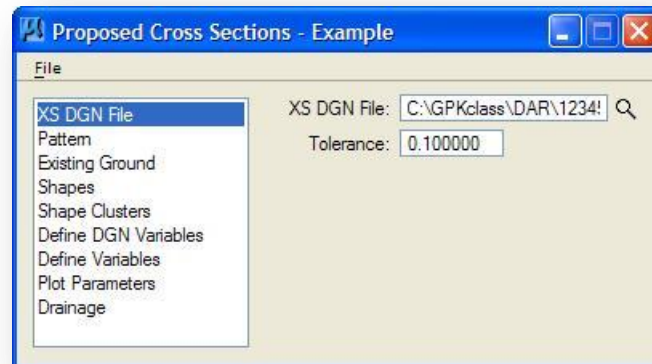 Proposed Cross Sections - Example
File
XS DGN File
Pattern
Existing Ground
Shapes
Shape Clusters
Define DGN Variables
Define Variables
Plot Parameters
Drainage
XS DGN File: C:\GPKclass\DAR\1234
Tolerance: 0.100000